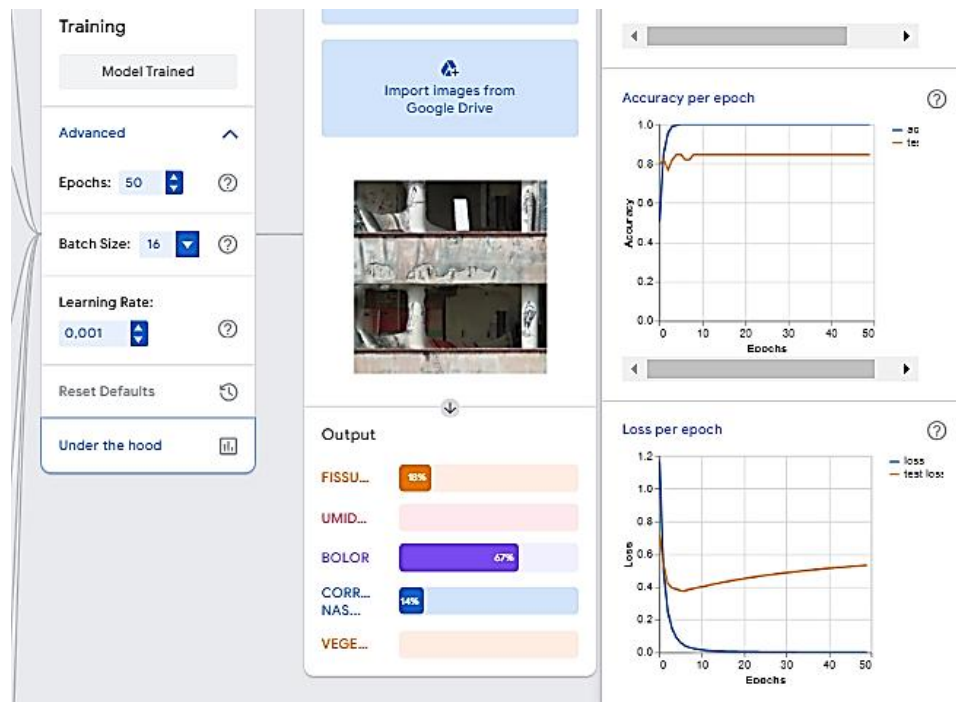 Training
Model Trained
Advanced
Epochs: 50
Batch Size: 16
Learning Rate:
0,001
Reset Defaults
Under the hood
Import images from
Google Drive
Output
FISSU... 18%
UMID...
BOLOR 67%
CORR...
NAS... 14%
VEGE...
Accuracy per epoch
1.0
0.8
0.6
0.4
0.2
0.0
Accuracy
0 10 20 30 40 50
Epochs
ac
tes
Loss per epoch
1.2
1.0
0.8
0.6
0.4
0.2
0.0
Loss
0 10 20 30 40 50
Epochs
loss
test loss